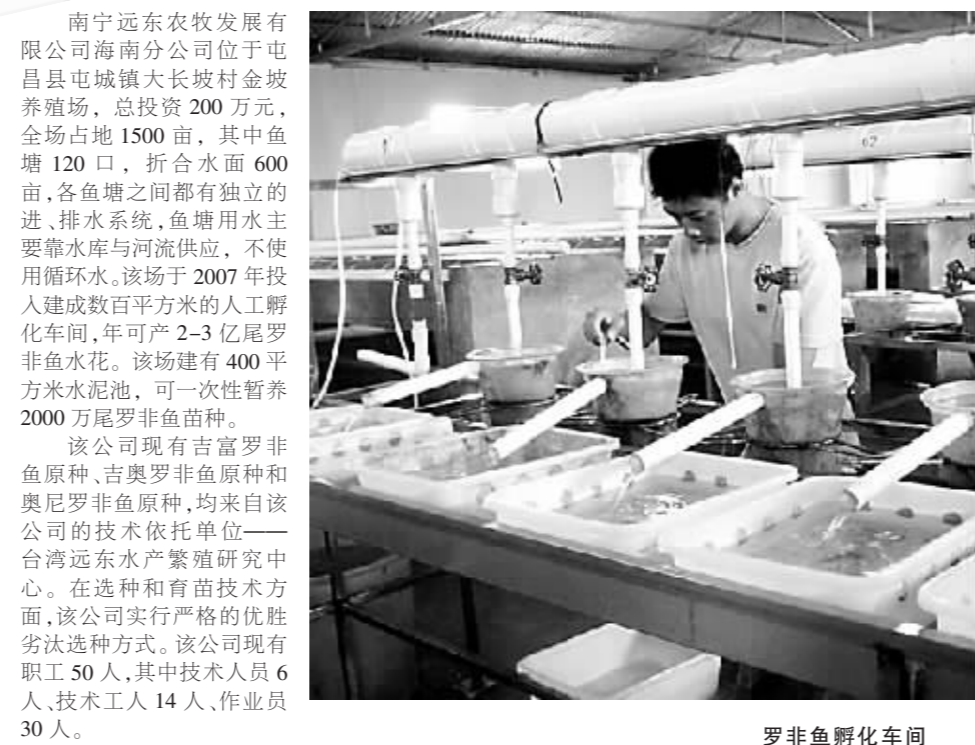 南宁远东农牧发展有
限公司海南分公司位于屯
昌县屯城镇大长坡村金坡
养殖场，总投资 200 万元，
全场占地 1500 亩，其中鱼
塘 120 口，折合水面 600
亩，各鱼塘之间都有独立的
进、排水系统，鱼塘用水主
要靠水库与河流供应，不使
用循环水。该场于 2007 年投
入建成数百平方米的人工孵
化车间，年可产 2-3 亿尾罗
非鱼水花。该场建有 400 平
方米水泥池，可一次性暂养
2000 万尾罗非鱼苗种。
该公司现有吉富罗非
鱼原种、吉奥罗非鱼原种和
奥尼罗非鱼原种，均来自该
公司的技术依托单位——
台湾远东水产繁殖研究中
心。在选种和育苗技术方
面，该公司实行严格的优胜
劣汰选种方式。该公司现有
职工 50 人，其中技术人员 6
人、技术工人 14 人、作业员
30 人。
62
罗非鱼孵化车间